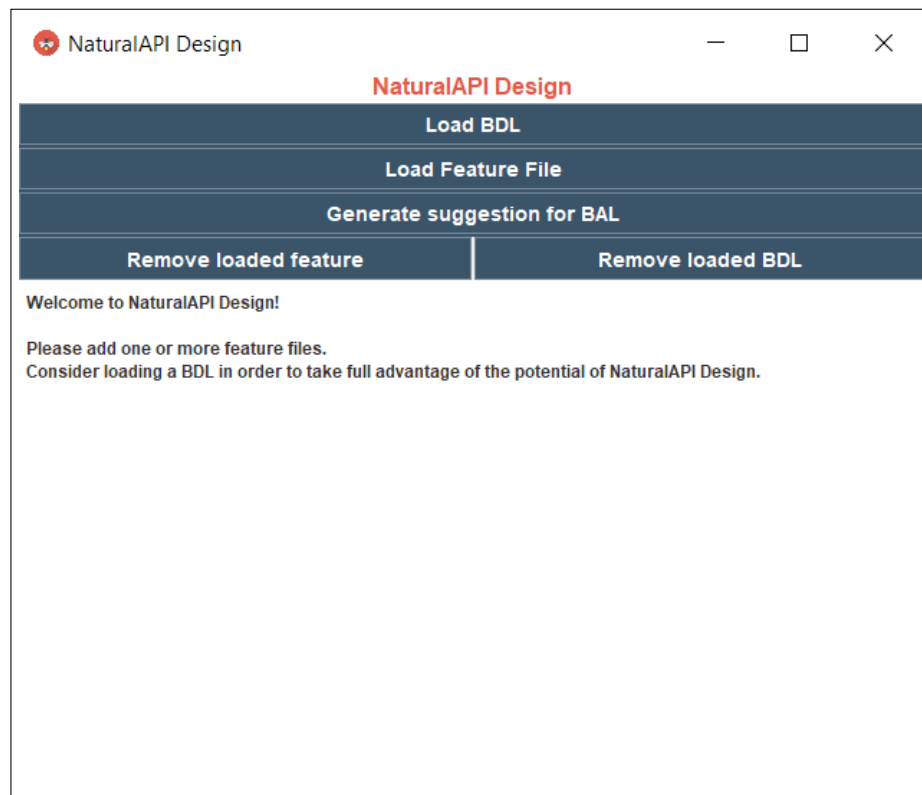 NaturalAPI Design
NaturalAPI Design
Load BDL
Load Feature File
Generate suggestion for BAL
Remove loaded feature
Remove loaded BDL
Welcome to NaturalAPI Design!
Please add one or more feature files.
Consider loading a BDL in order to take full advantage of the potential of NaturalAPI Design.